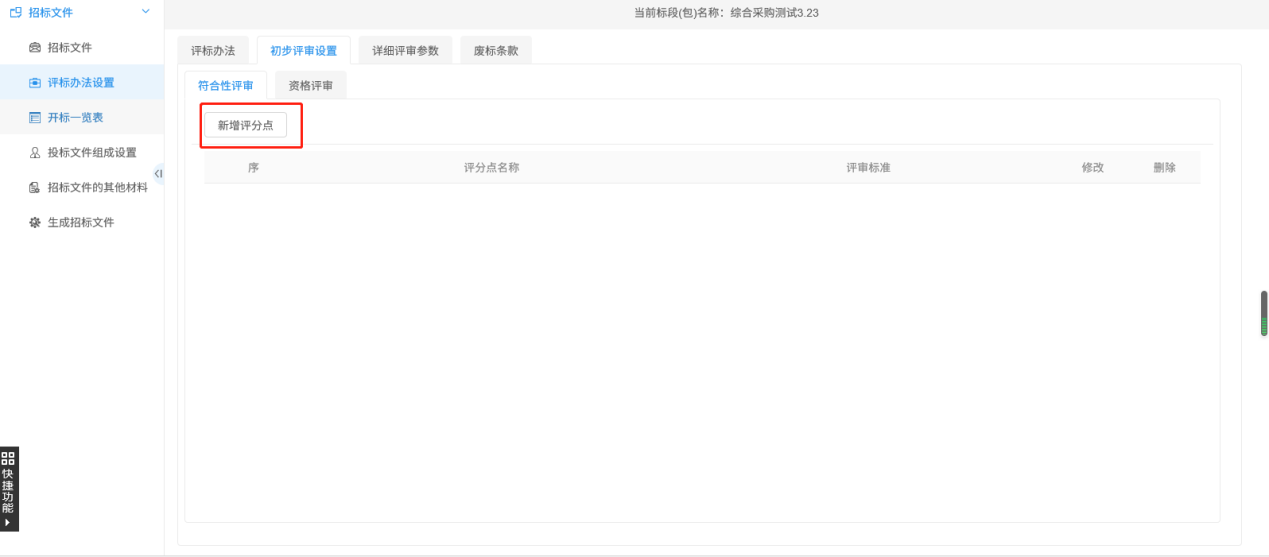 招标文件
当前标段(包)名称：综合采购测试3.23
招标文件
评标办法设置
开标一览表
投标文件组成设置
招标文件的其他材料
生成招标文件
评标办法
初步评审设置
详细评审参数
废标条款
符合性评审
资格评审
新增评分点
序
评分点名称
评审标准
修改
删除
快捷功能